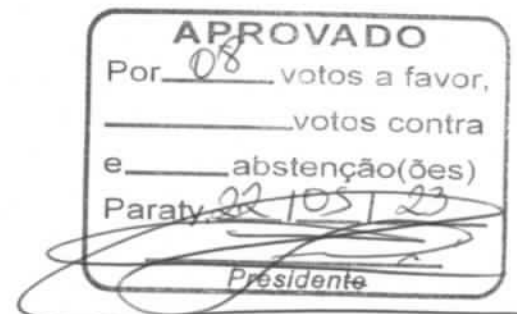 APROVADO
Por 08 votos a favor,
votos contra
e abstenção(ões)
Paraty, 22 / 05 / 23
Presidente